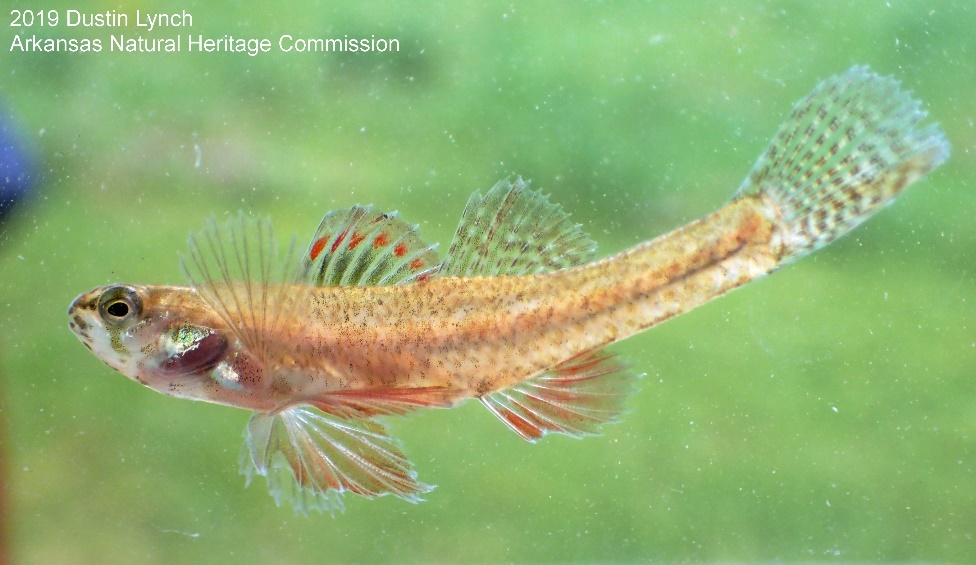 2019 Dustin Lynch
Arkansas Natural Heritage Commission